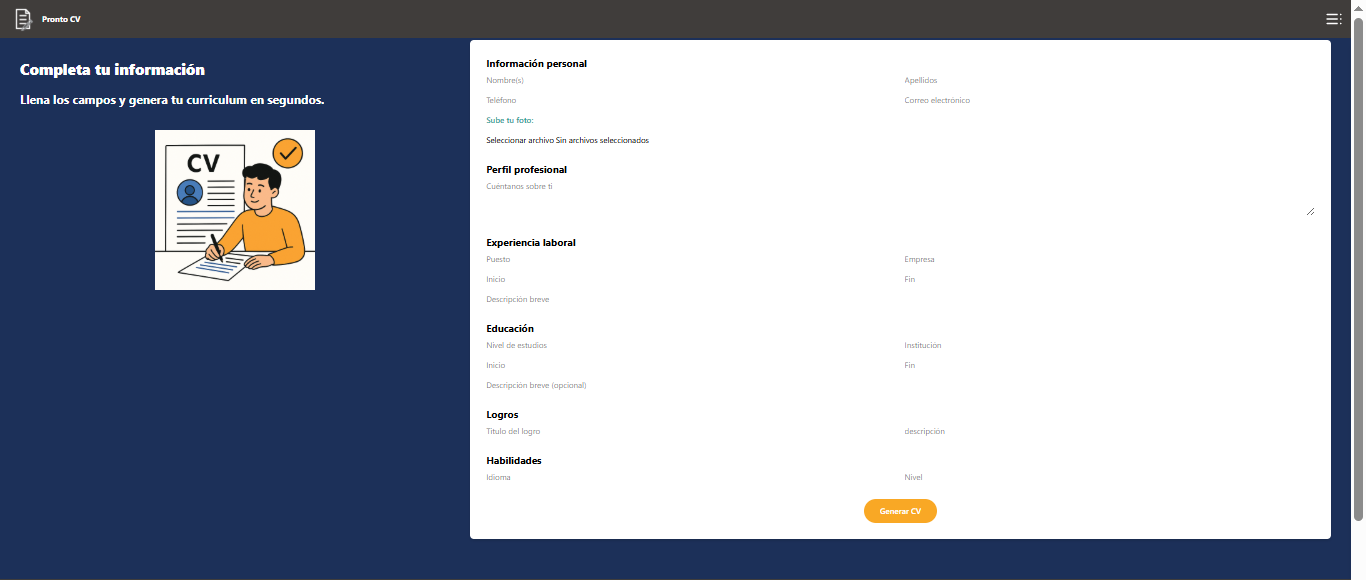 Pronto CV
Completa tu información
Llena los campos y genera tu curriculum en segundos.
CV
Información personal
Nombre(s) Apellidos
Teléfono Correo electrónico
Sube tu foto:
Seleccionar archivo Sin archivos seleccionados
Perfil profesional
Cuéntanos sobre ti
Experiencia laboral
Puesto Empresa
Inicio Fin
Descripción breve
Educación
Nivel de estudios Institución
Inicio Fin
Descripción breve (opcional)
Logros
Titulo del logro descripción
Habilidades
Idioma Nivel
Generar CV